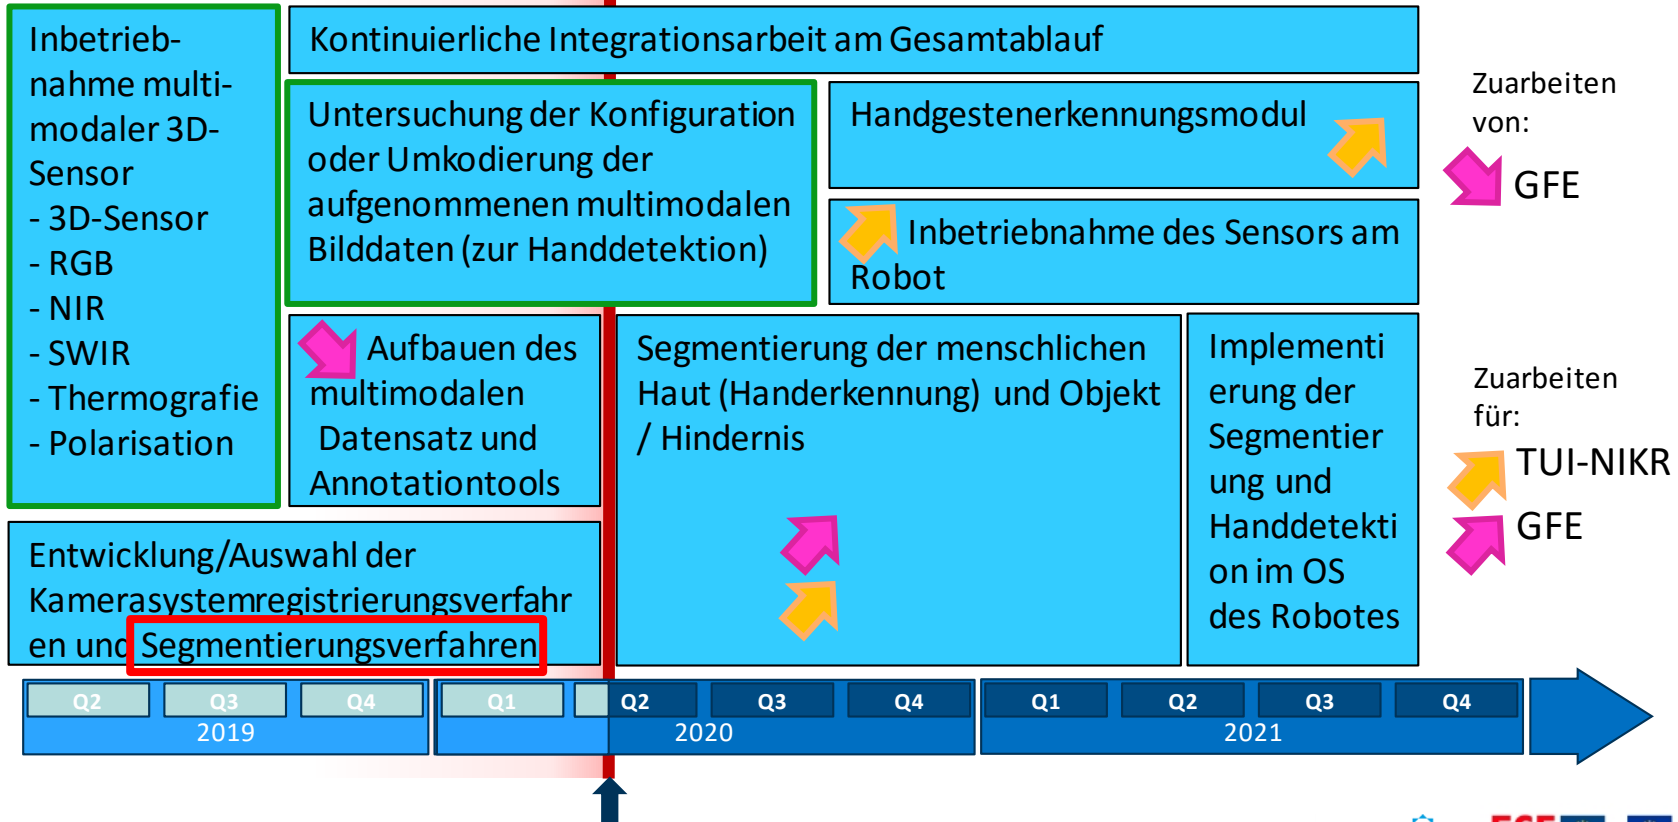 Inbetrieb-
nahme multi-
modaler 3D-
Sensor
- 3D-Sensor
- RGB
- NIR
- SWIR
- Thermografie
- Polarisation
Kontinuierliche Integrationsarbeit am Gesamtablauf
Untersuchung der Konfiguration
oder Umkodierung der
aufgenommenen multimodalen
Bilddaten (zur Handdetektion)
Handgestenerkennungsmodul
Inbetriebnahme des Sensors am
Robot
Aufbauen des
multimodalen
Datensatz und
Annotationtools
Segmentierung der menschlichen
Haut (Handerkennung) und Objekt
/ Hindernis
Implementi
erung der
Segmentier
ung und
Handdetekti
on im OS
des Robotes
Entwicklung/Auswahl der
Kamerasystemregistrierungsverfahr
en und Segmentierungsverfahren
Zuarbeiten
von:
GFE
Zuarbeiten
für:
TUI-NIKR
GFE
Q2 Q3 Q4 Q1 Q2 Q3 Q4 Q1 Q2 Q3 Q4
2019 2020 2021